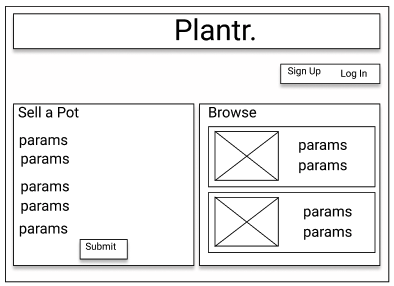 Plantr.
Sign Up Log In
Sell a Pot
params
params
params
params
params
Submit
Browse
params
params
params
params